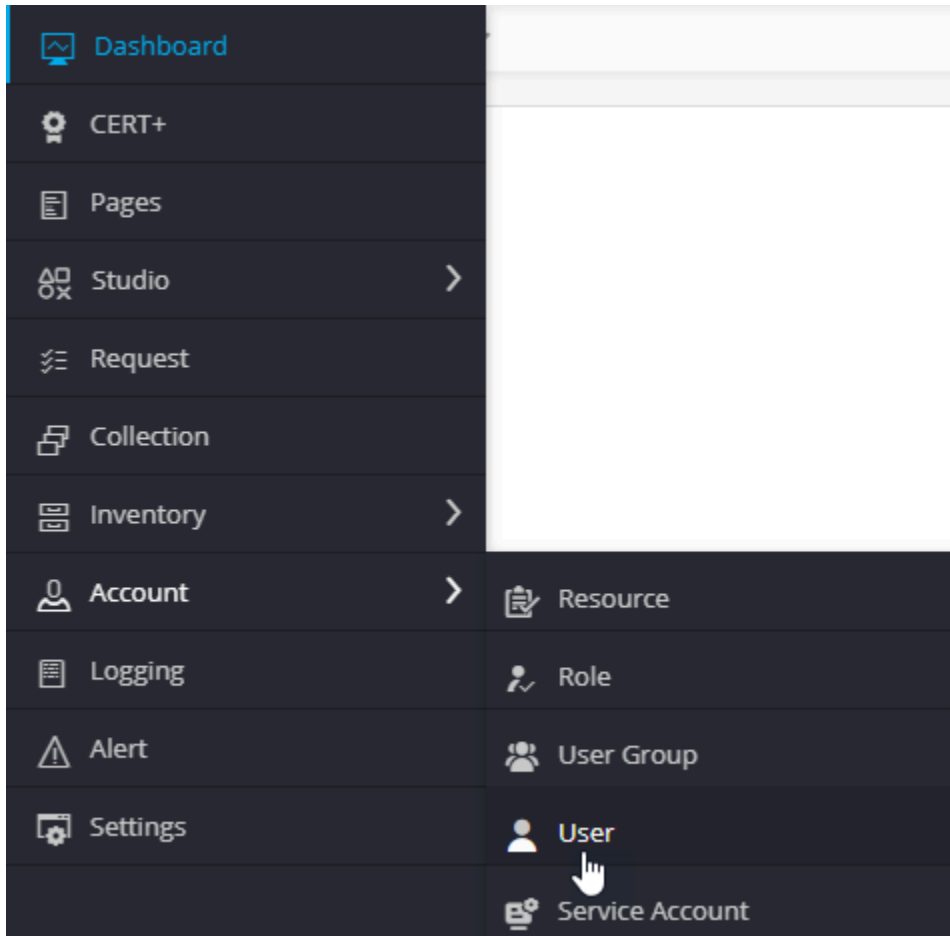 Dashboard
CERT+
Pages
Studio
Request
Collection
Inventory
Account
Logging
Alert
Settings
Resource
Role
User Group
User
Service Account